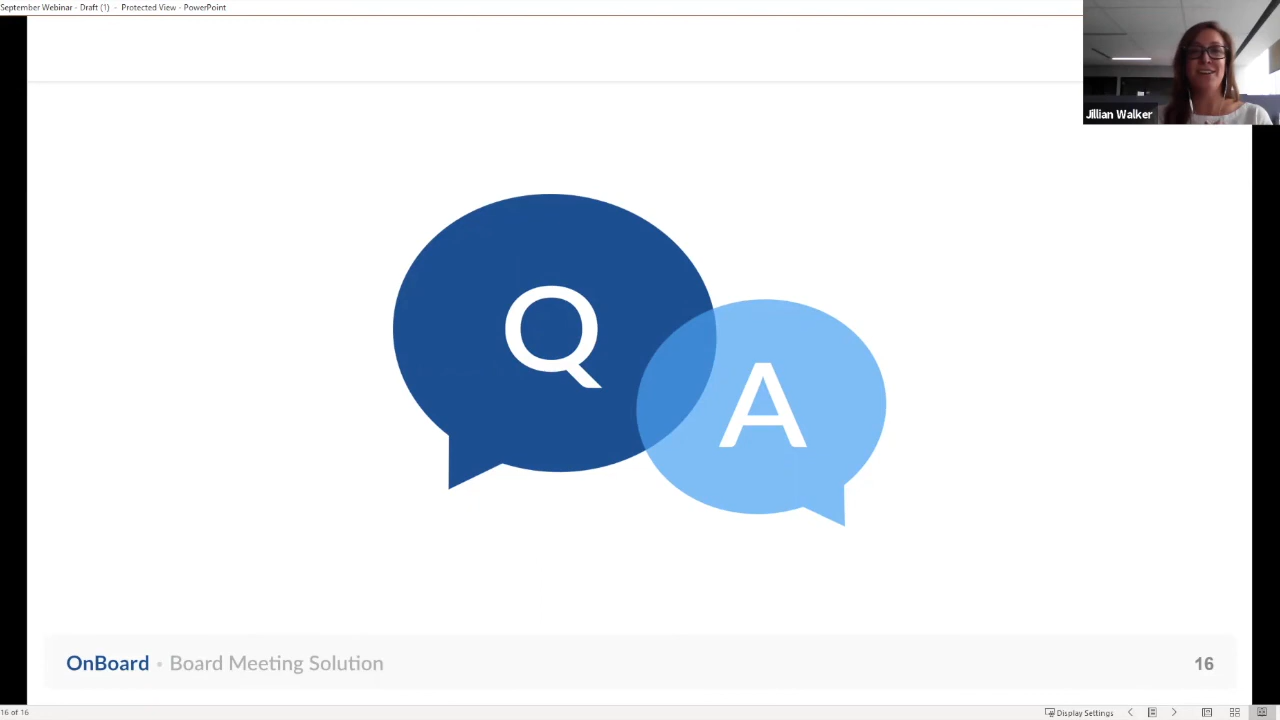 September Webinar - Draft (1) - Protected View - PowerPoint
Jillian Walker
Q
A
OnBoard • Board Meeting Solution
16
16 of 16
Display Settings